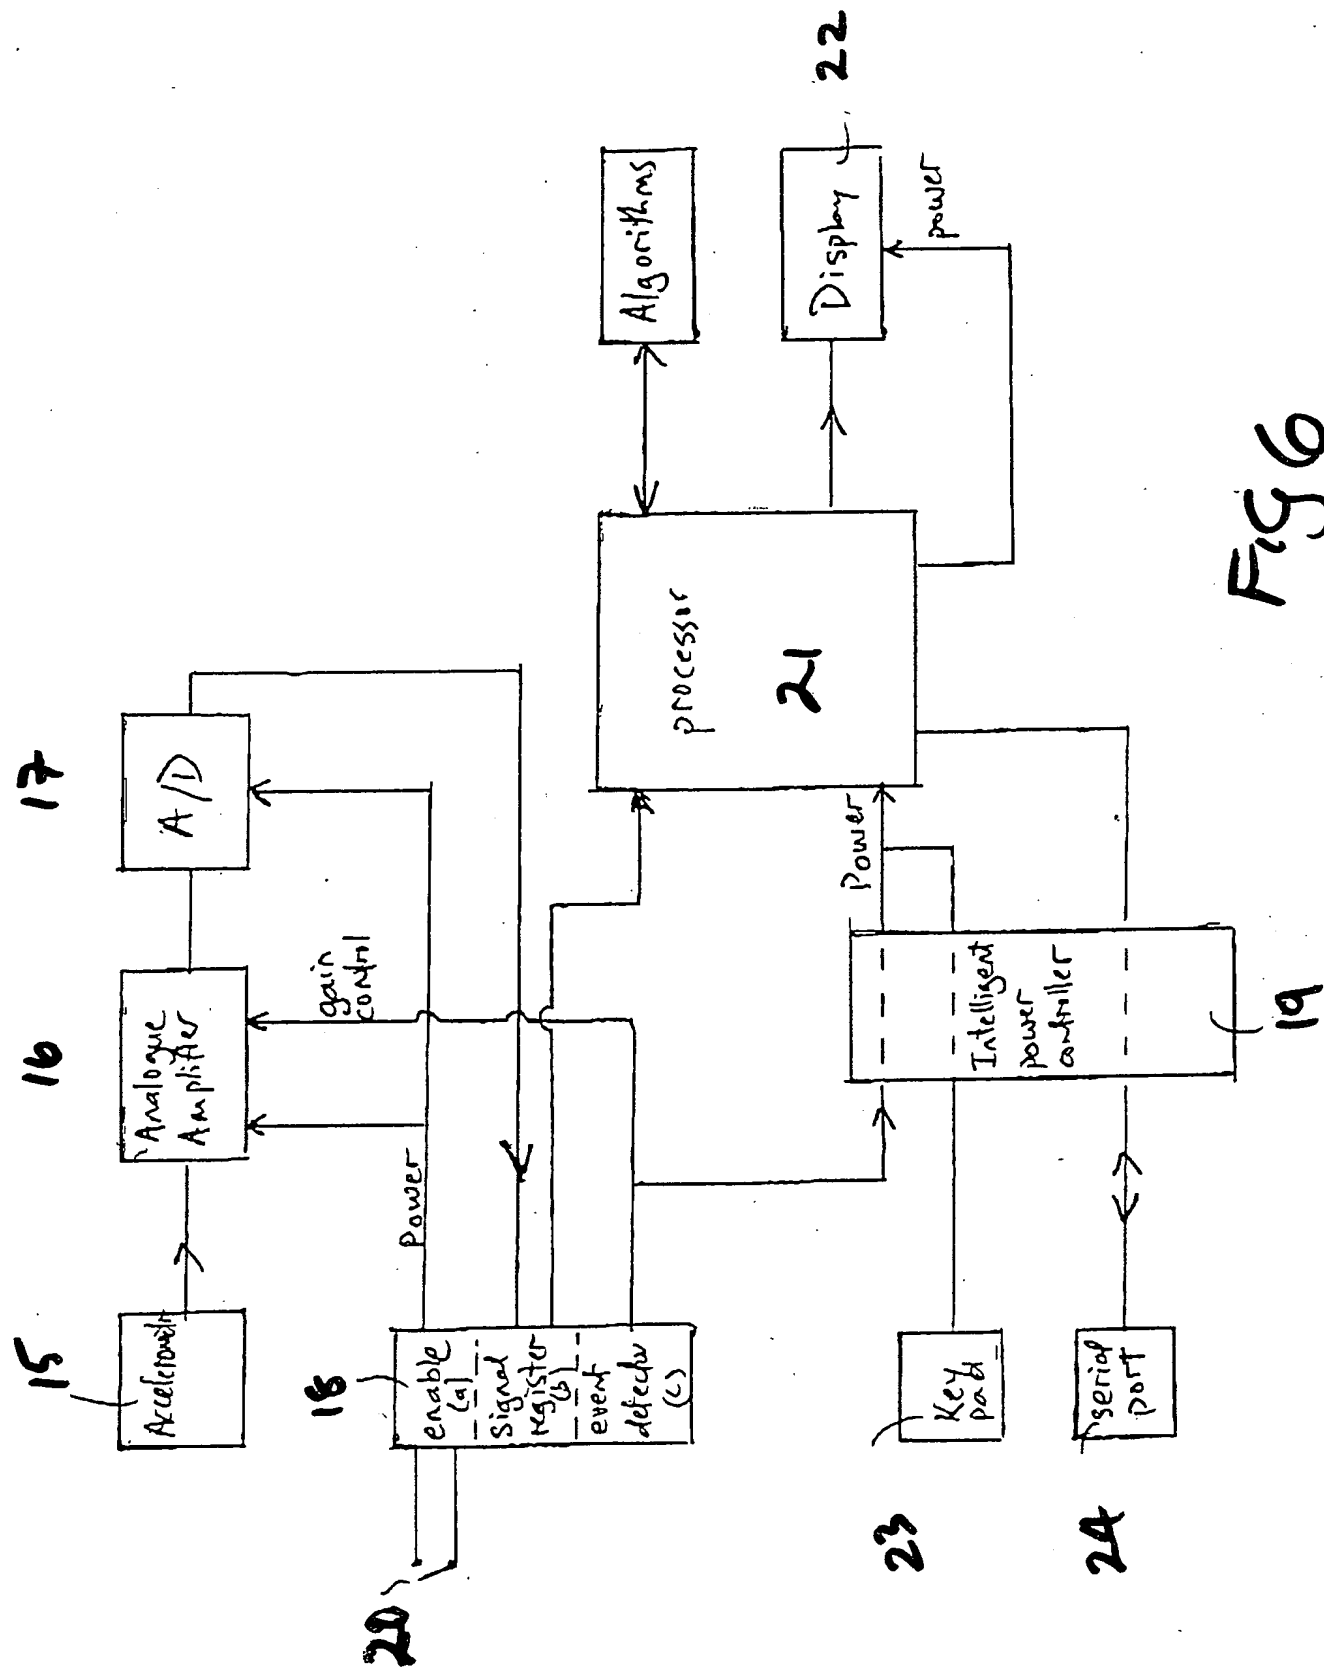 15
16
17
Accelerometr
Analogue
Amplifier
A/D
gain
control
18
Power
enable
(a)
Signal
register
(b)
event
detector
(c)
20
processor
21
Algorithms
Display
22
power
Power
23
Key
pad
Intelligent
power
controller
19
24
serial
port
Fig 6